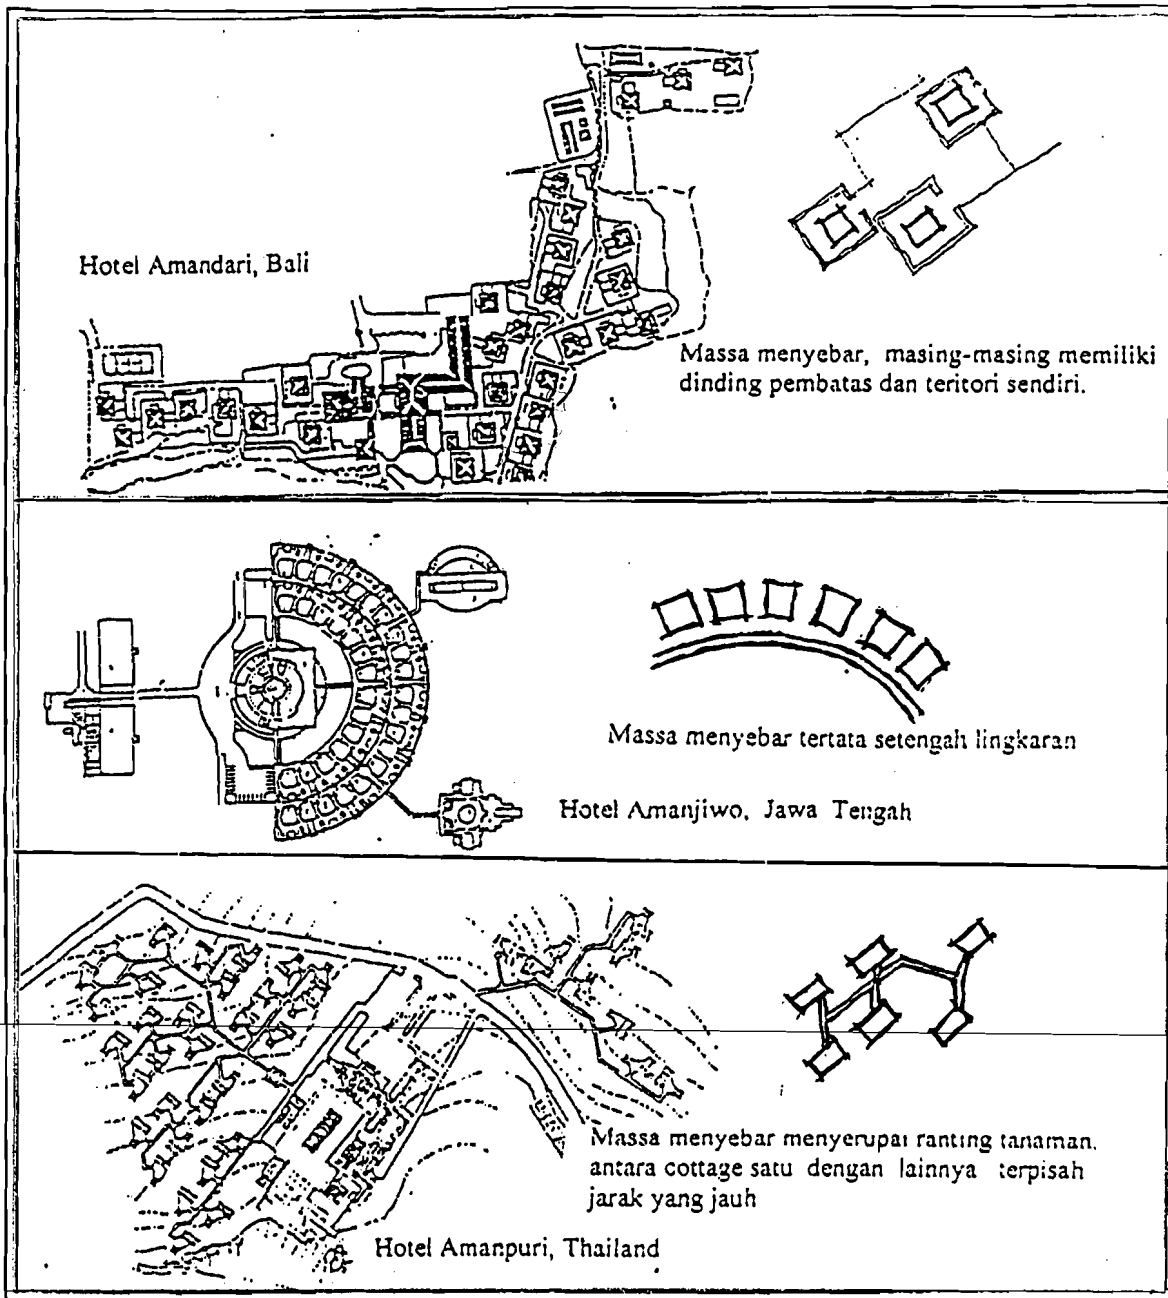 Hotel Amandari, Bali
Massa menyebar, masing-masing memiliki
dinding pembatas dan teritori sendiri.
Massa menyebar tertata setengah lingkaran
Hotel Amanjiwo, Jawa Tengah
Massa menyebar menyerupai ranting tanaman.
antara cottage satu dengan lainnya terpisah
jarak yang jauh
Hotel Amanpuri, Thailand